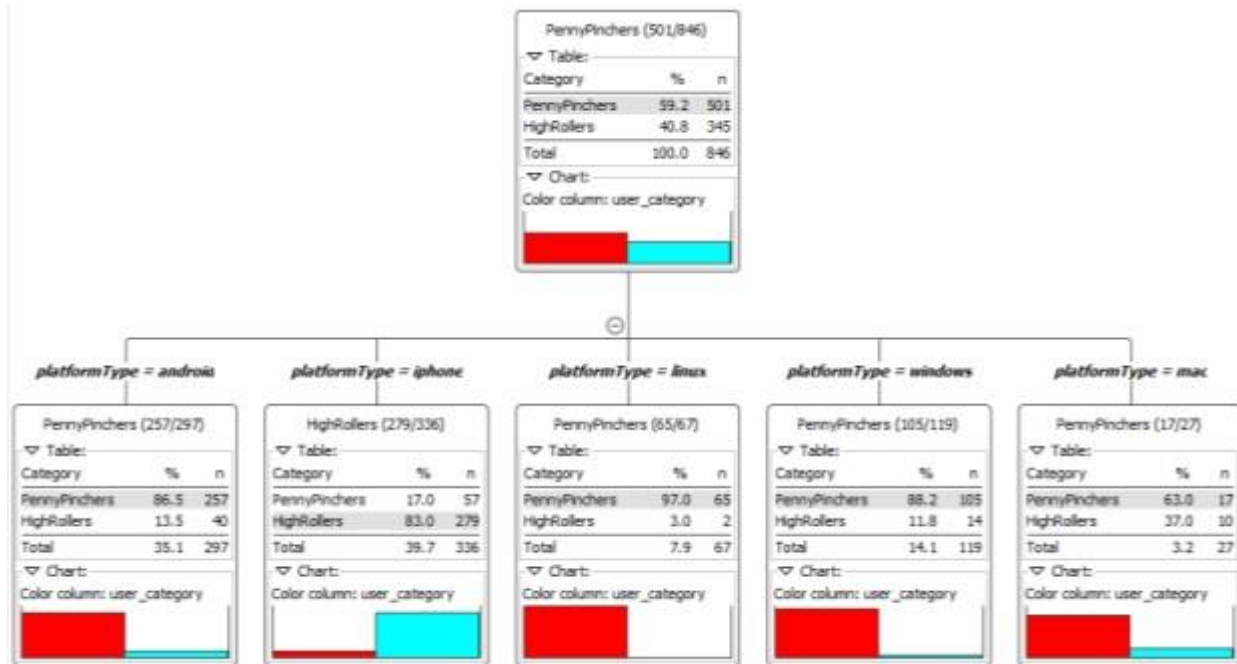 PennyPinchers (501/846)
Table:
Category % n
PennyPinchers 59.2 501
HighRollers 40.8 345
Total 100.0 846
Chart:
Color column: user_category
platformType = android
PennyPinchers (257/297)
Table:
Category % n
PennyPinchers 86.5 257
HighRollers 13.5 40
Total 35.1 297
Chart:
Color column: user_category
platformType = iphone
HighRollers (279/336)
Table:
Category % n
PennyPinchers 17.0 57
HighRollers 83.0 279
Total 39.7 336
Chart:
Color column: user_category
platformType = linux
PennyPinchers (65/67)
Table:
Category % n
PennyPinchers 97.0 65
HighRollers 3.0 2
Total 7.9 67
Chart:
Color column: user_category
platformType = windows
PennyPinchers (105/119)
Table:
Category % n
PennyPinchers 88.2 105
HighRollers 11.8 14
Total 14.1 119
Chart:
Color column: user_category
platformType = mac
PennyPinchers (17/27)
Table:
Category % n
PennyPinchers 63.0 17
HighRollers 37.0 10
Total 3.2 27
Chart:
Color column: user_category